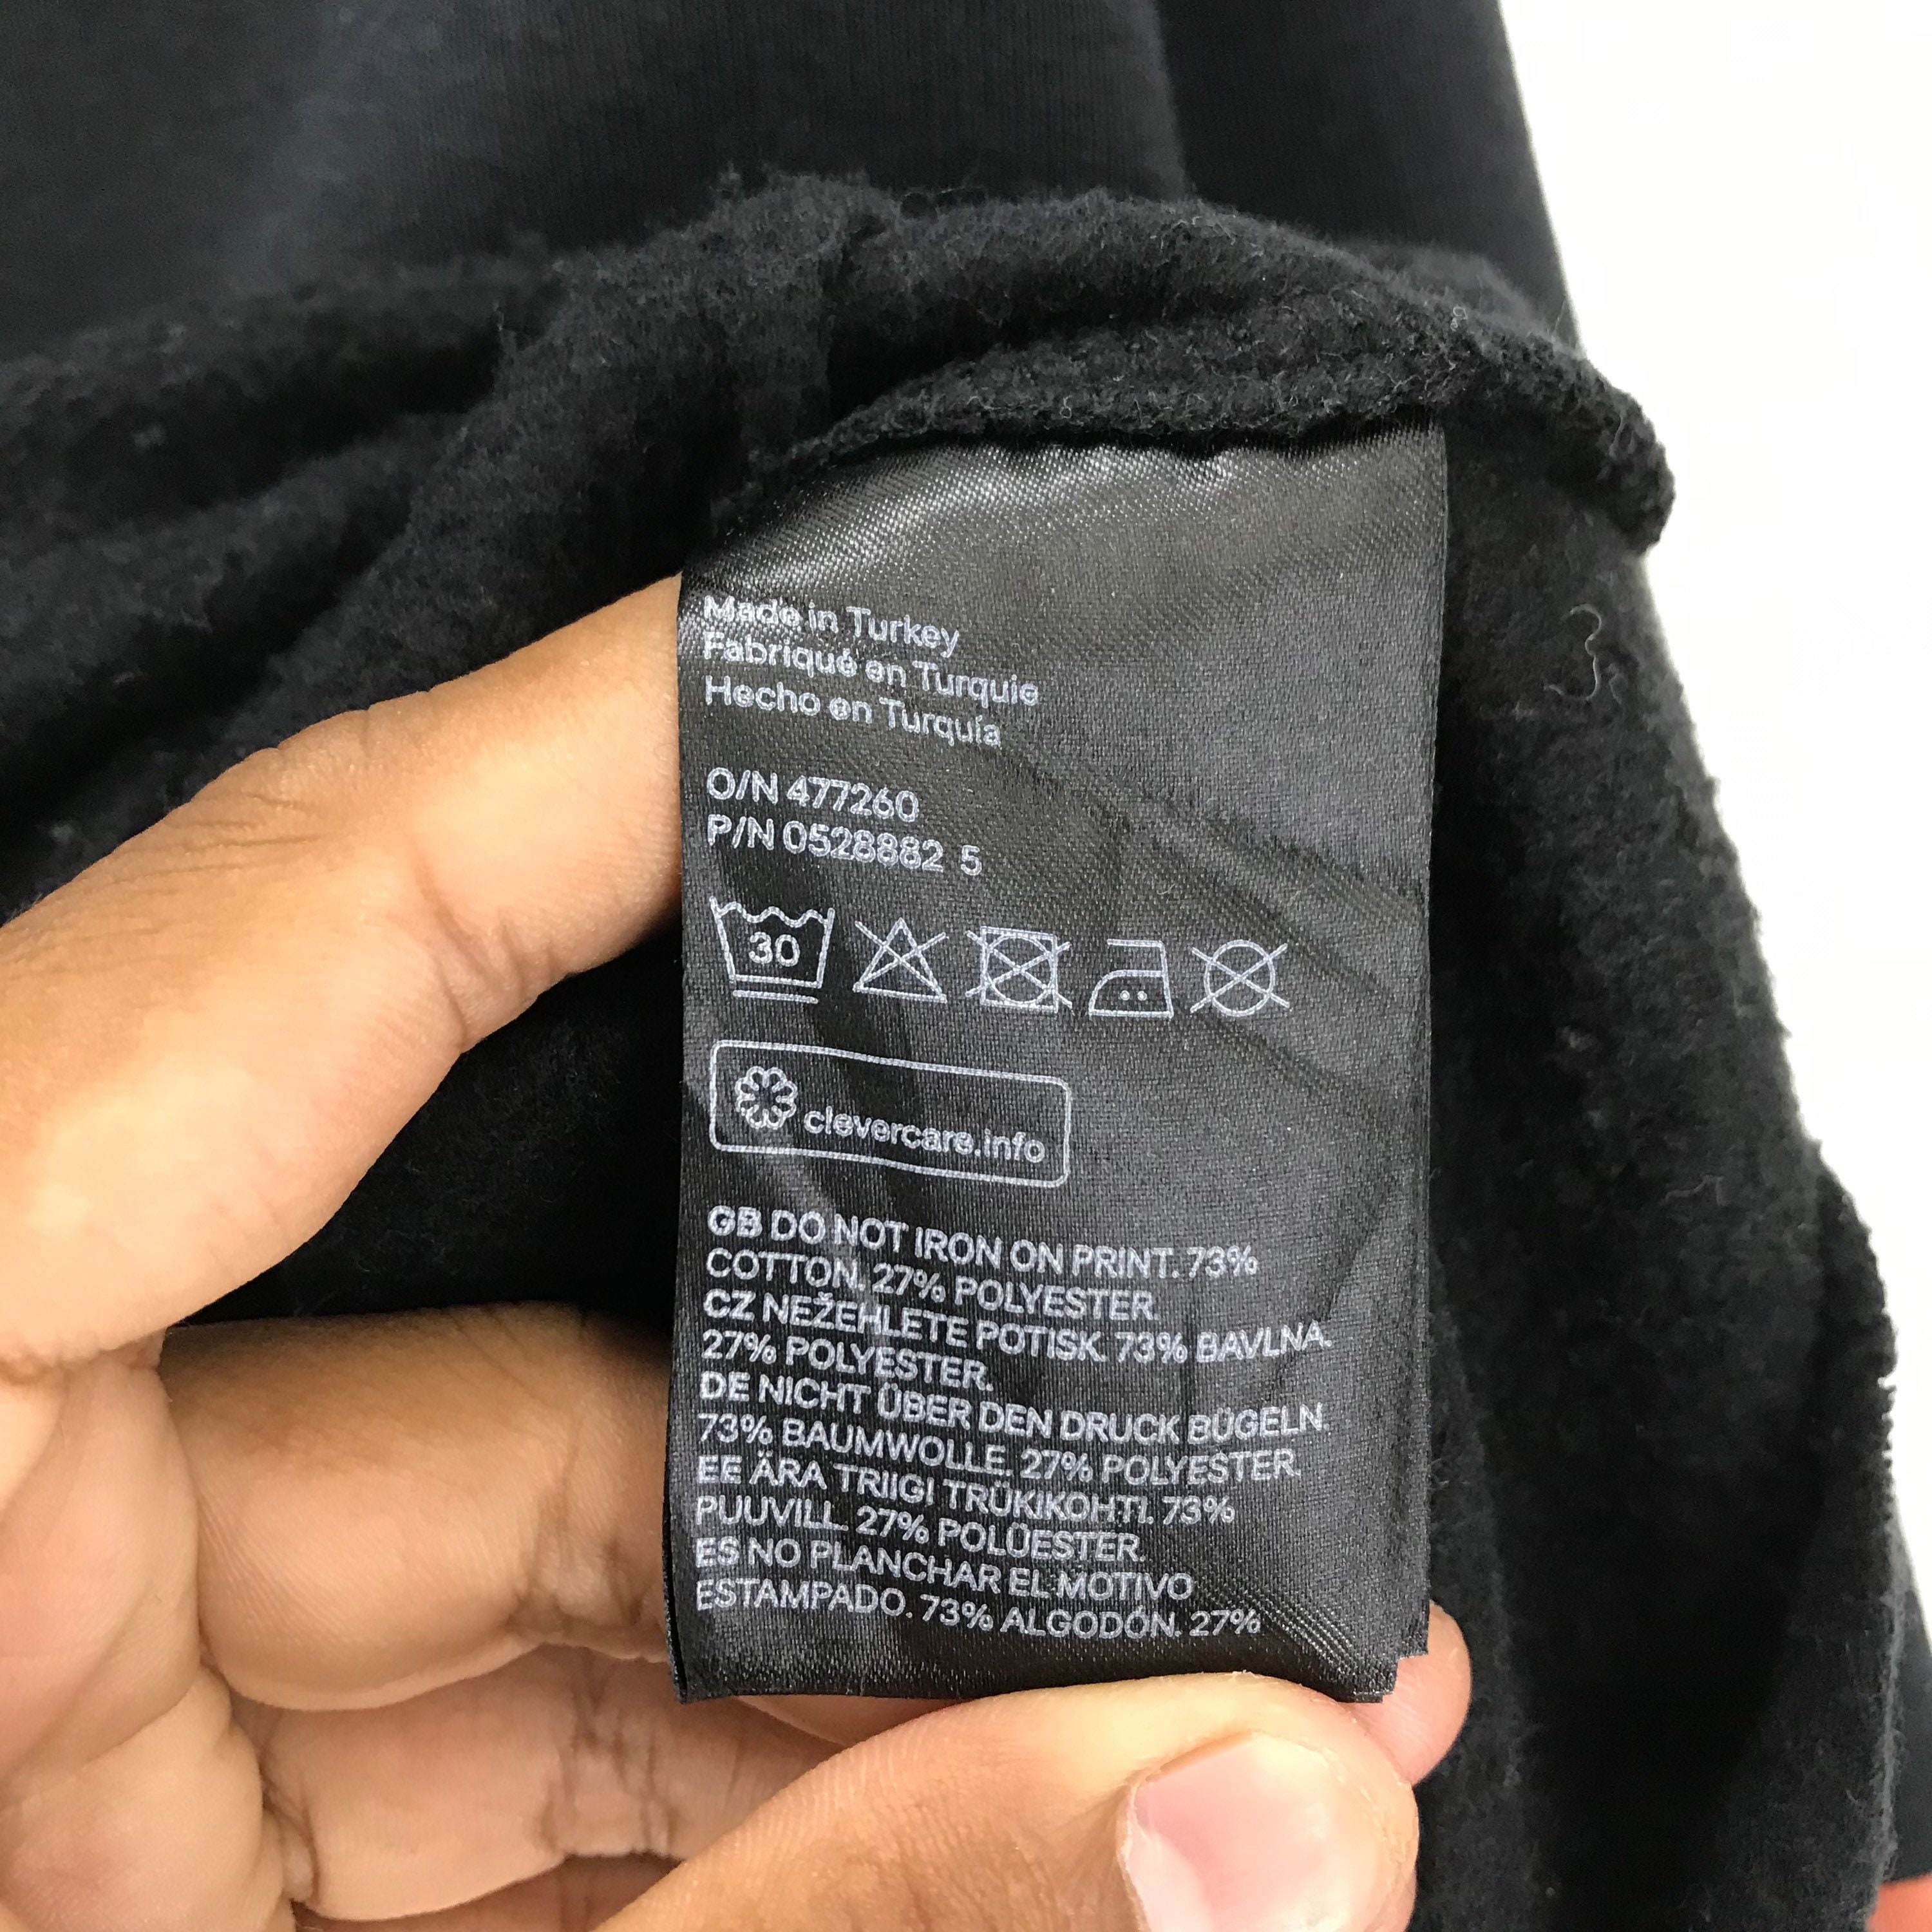 Made in Turkey
Fabriqué en Turquie
Hecho en Turquía
O/N 477260
P/N 0528882 5
30
clevercare.info
GB DO NOT IRON ON PRINT. 73%
COTTON. 27% POLYESTER.
CZ NEŽEHLETE POTISK. 73% BAVLNA.
27% POLYESTER.
DE NICHT ÜBER DEN DRUCK BÜGELN.
73% BAUMWOLLE. 27% POLYESTER.
EE ÄRA TRIIGI TRÜKIKOHTI. 73%
PUUVILL. 27% POLÜESTER.
ES NO PLANCHAR EL MOTIVO
ESTAMPADO. 73% ALGODÓN. 27%